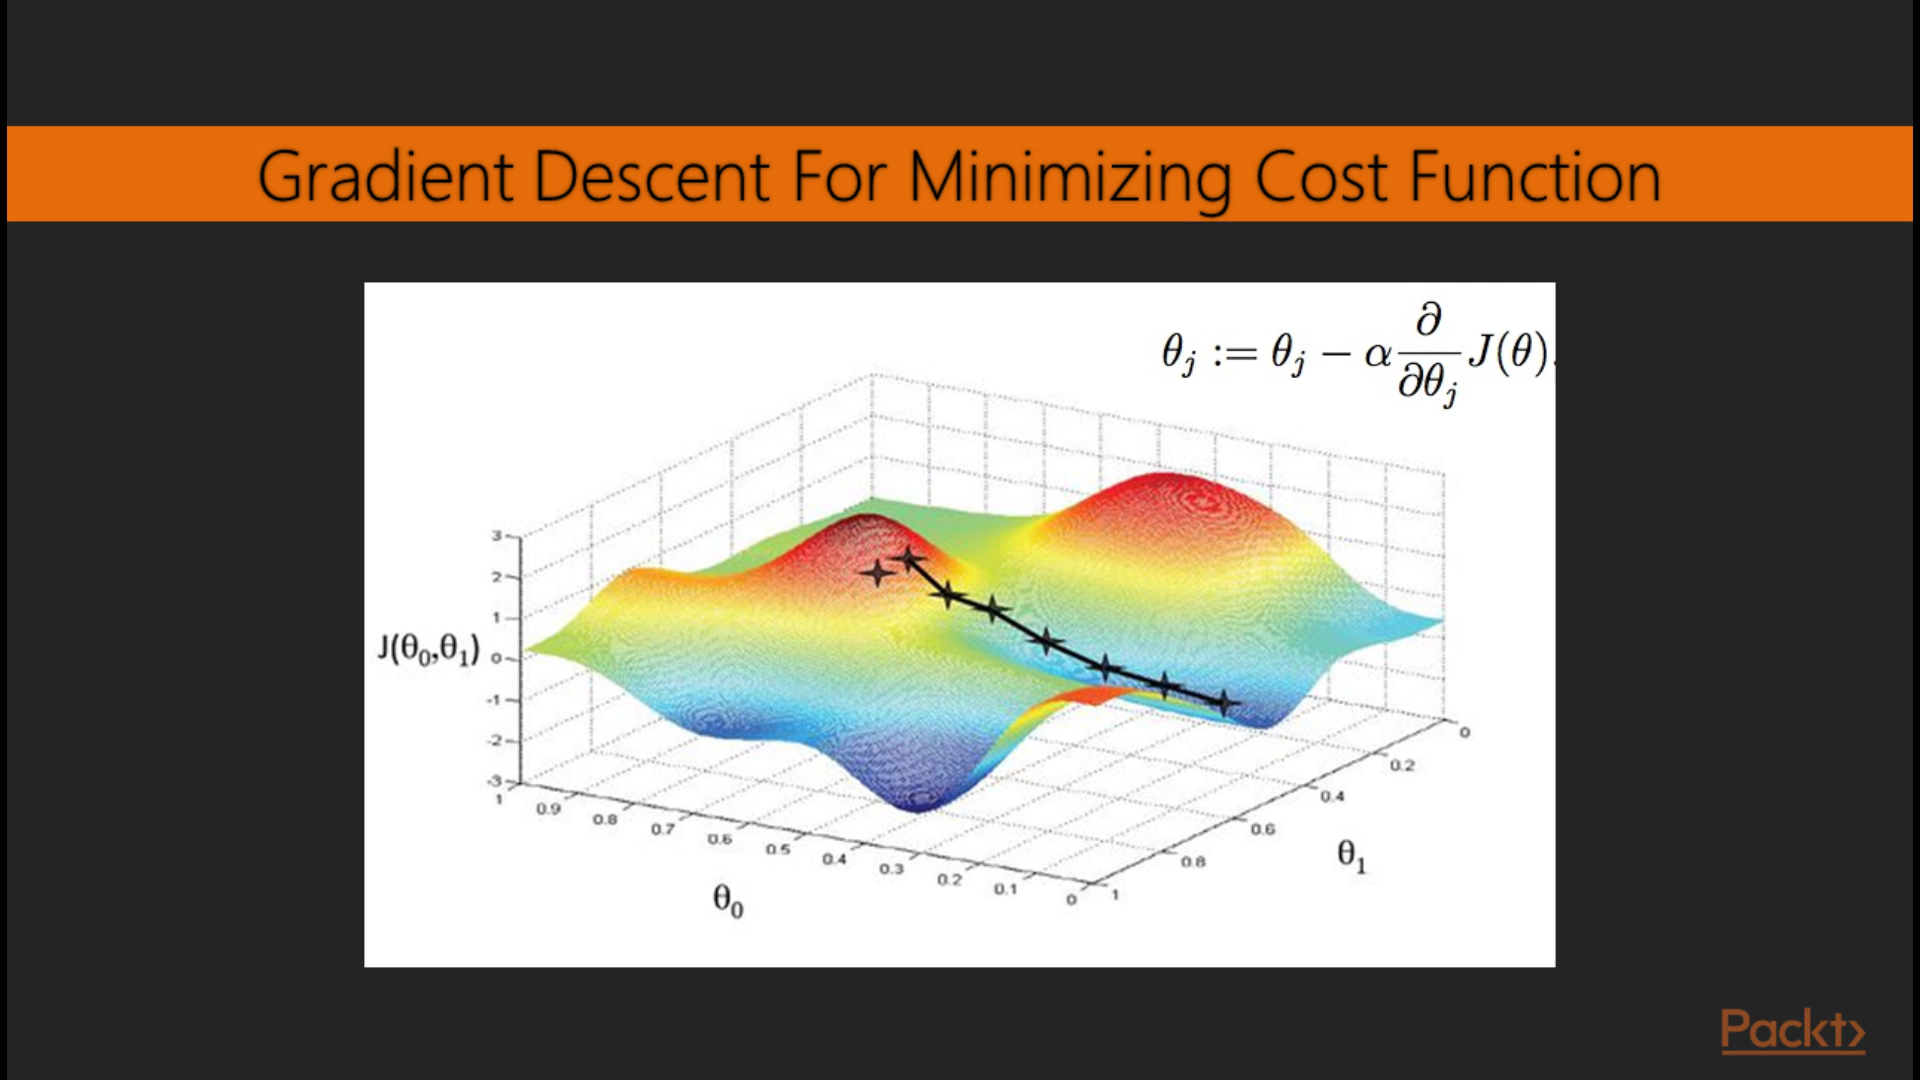 Gradient Descent For Minimizing Cost Function
θⱼ := θⱼ − α ∂/∂θⱼ J(θ).
3
2
1
J(θ₀,θ₁)
0
-1
-2
-3
1 0.9 0.8 0.7 0.6 0.5 0.4 0.3 0.2 0.1 0
θ₀
0
0.2
0.4
0.6
0.8
1
θ₁
Packt>